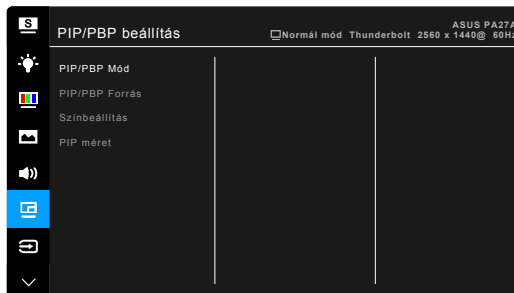 S
PIP/PBP beállítás
ASUS PA27A
Normál mód Thunderbolt 2560 x 1440@ 60Hz
PIP/PBP Mód
PIP/PBP Forrás
Színbeállítás
PIP méret